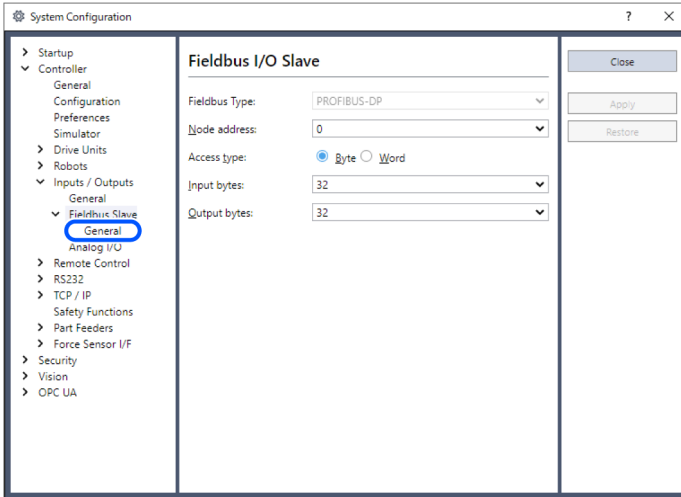 System Configuration
?
Startup
Controller
General
Configuration
Preferences
Simulator
Drive Units
Robots
Inputs / Outputs
General
Fieldbus Slave
General
Analog I/O
Remote Control
RS232
TCP / IP
Safety Functions
Part Feeders
Force Sensor I/F
Security
Vision
OPC UA
Fieldbus I/O Slave
Fieldbus Type: PROFIBUS-DP
Node address: 0
Access type: Byte Word
Input bytes: 32
Output bytes: 32
Close
Apply
Restore